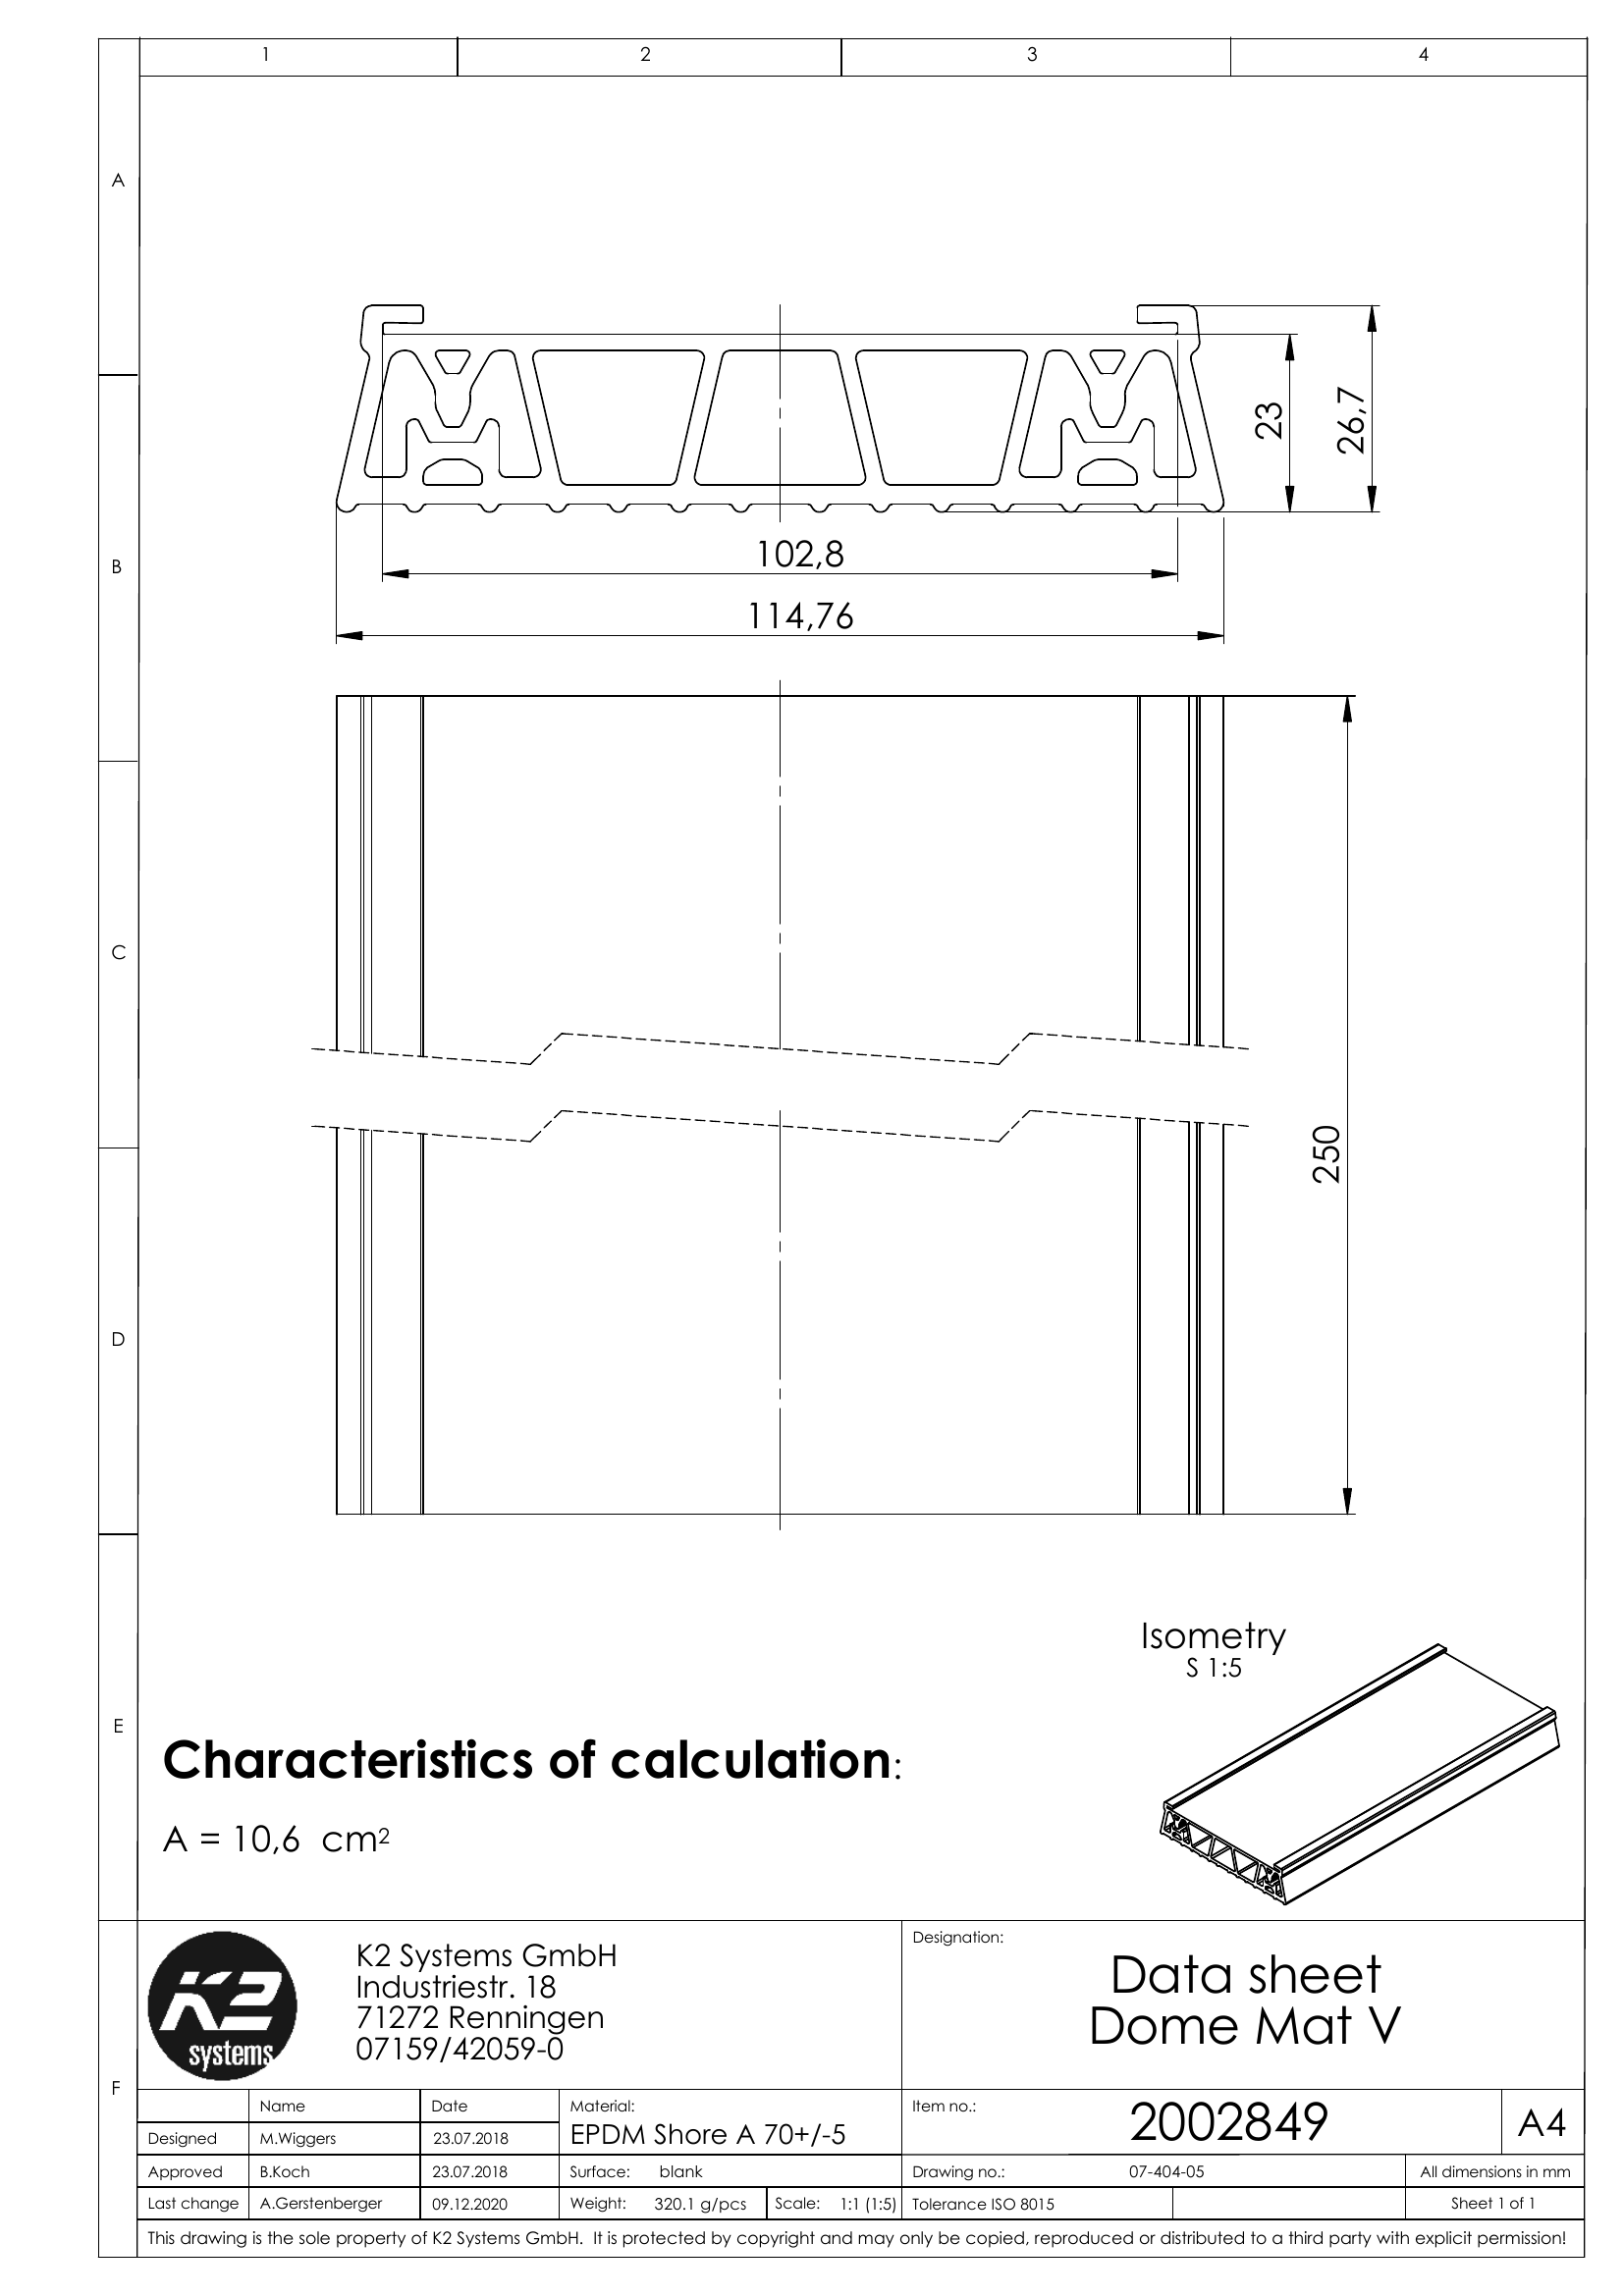 1 2 3 4
A
B
C
D
E
F
23
26,7
102,8
114,76
250
Isometry
S 1:5
Characteristics of calculation:
A = 10,6 cm²
K2
systems
K2 Systems GmbH
Industriestr. 18
71272 Renningen
07159/42059-0
Designation:
Data sheet
Dome Mat V
Name Date Material: Item no.: 2002849 A4
Designed M.Wiggers 23.07.2018 EPDM Shore A 70+/-5
Approved B.Koch 23.07.2018 Surface: blank Drawing no.: 07-404-05 All dimensions in mm
Last change A.Gerstenberger 09.12.2020 Weight: 320.1 g/pcs Scale: 1:1 (1:5) Tolerance ISO 8015 Sheet 1 of 1
This drawing is the sole property of K2 Systems GmbH. It is protected by copyright and may only be copied, reproduced or distributed to a third party with explicit permission!